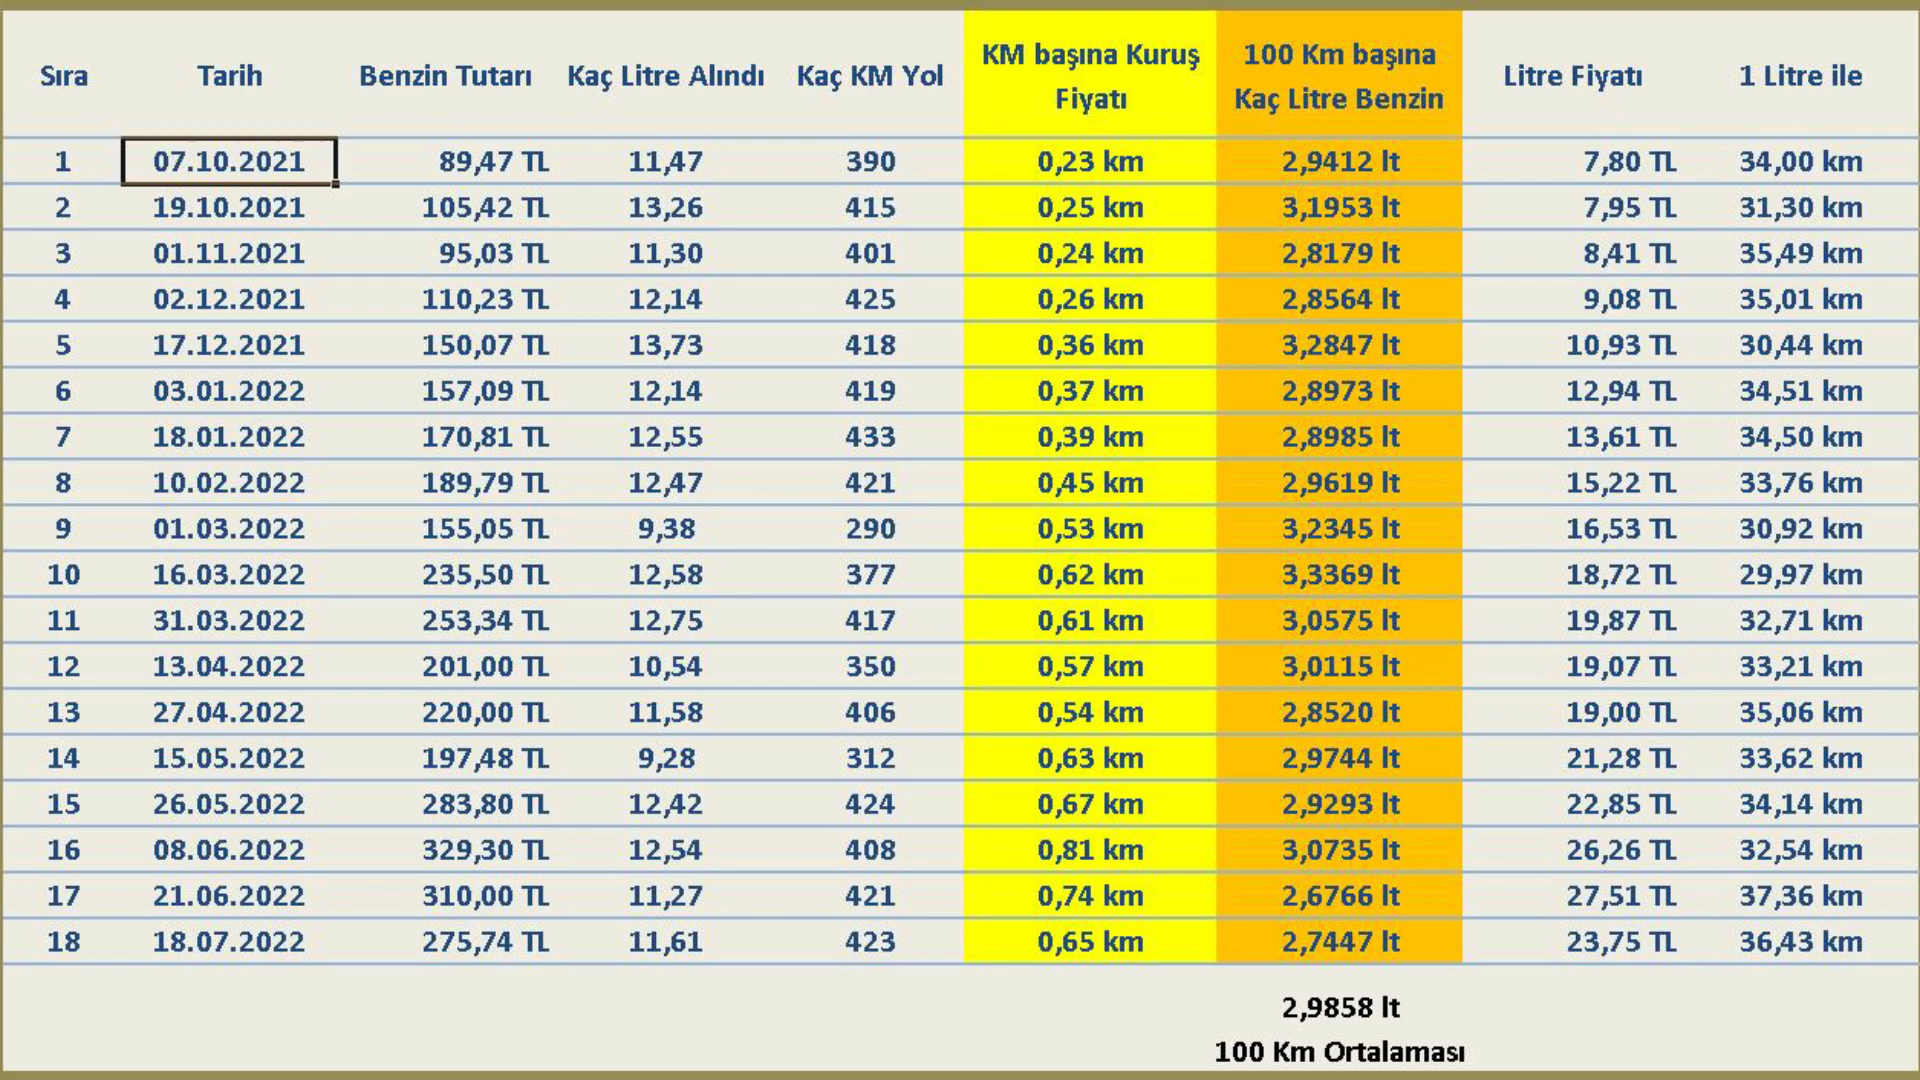 Sıra Tarih Benzin Tutarı Kaç Litre Alındı Kaç KM Yol KM başına Kuruş Fiyatı 100 Km başına Kaç Litre Benzin Litre Fiyatı 1 Litre ile
1 07.10.2021 89,47 TL 11,47 390 0,23 km 2,9412 lt 7,80 TL 34,00 km
2 19.10.2021 105,42 TL 13,26 415 0,25 km 3,1953 lt 7,95 TL 31,30 km
3 01.11.2021 95,03 TL 11,30 401 0,24 km 2,8179 lt 8,41 TL 35,49 km
4 02.12.2021 110,23 TL 12,14 425 0,26 km 2,8564 lt 9,08 TL 35,01 km
5 17.12.2021 150,07 TL 13,73 418 0,36 km 3,2847 lt 10,93 TL 30,44 km
6 03.01.2022 157,09 TL 12,14 419 0,37 km 2,8973 lt 12,94 TL 34,51 km
7 18.01.2022 170,81 TL 12,55 433 0,39 km 2,8985 lt 13,61 TL 34,50 km
8 10.02.2022 189,79 TL 12,47 421 0,45 km 2,9619 lt 15,22 TL 33,76 km
9 01.03.2022 155,05 TL 9,38 290 0,53 km 3,2345 lt 16,53 TL 30,92 km
10 16.03.2022 235,50 TL 12,58 377 0,62 km 3,3369 lt 18,72 TL 29,97 km
11 31.03.2022 253,34 TL 12,75 417 0,61 km 3,0575 lt 19,87 TL 32,71 km
12 13.04.2022 201,00 TL 10,54 350 0,57 km 3,0115 lt 19,07 TL 33,21 km
13 27.04.2022 220,00 TL 11,58 406 0,54 km 2,8520 lt 19,00 TL 35,06 km
14 15.05.2022 197,48 TL 9,28 312 0,63 km 2,9744 lt 21,28 TL 33,62 km
15 26.05.2022 283,80 TL 12,42 424 0,67 km 2,9293 lt 22,85 TL 34,14 km
16 08.06.2022 329,30 TL 12,54 408 0,81 km 3,0735 lt 26,26 TL 32,54 km
17 21.06.2022 310,00 TL 11,27 421 0,74 km 2,6766 lt 27,51 TL 37,36 km
18 18.07.2022 275,74 TL 11,61 423 0,65 km 2,7447 lt 23,75 TL 36,43 km
2,9858 lt
100 Km Ortalaması